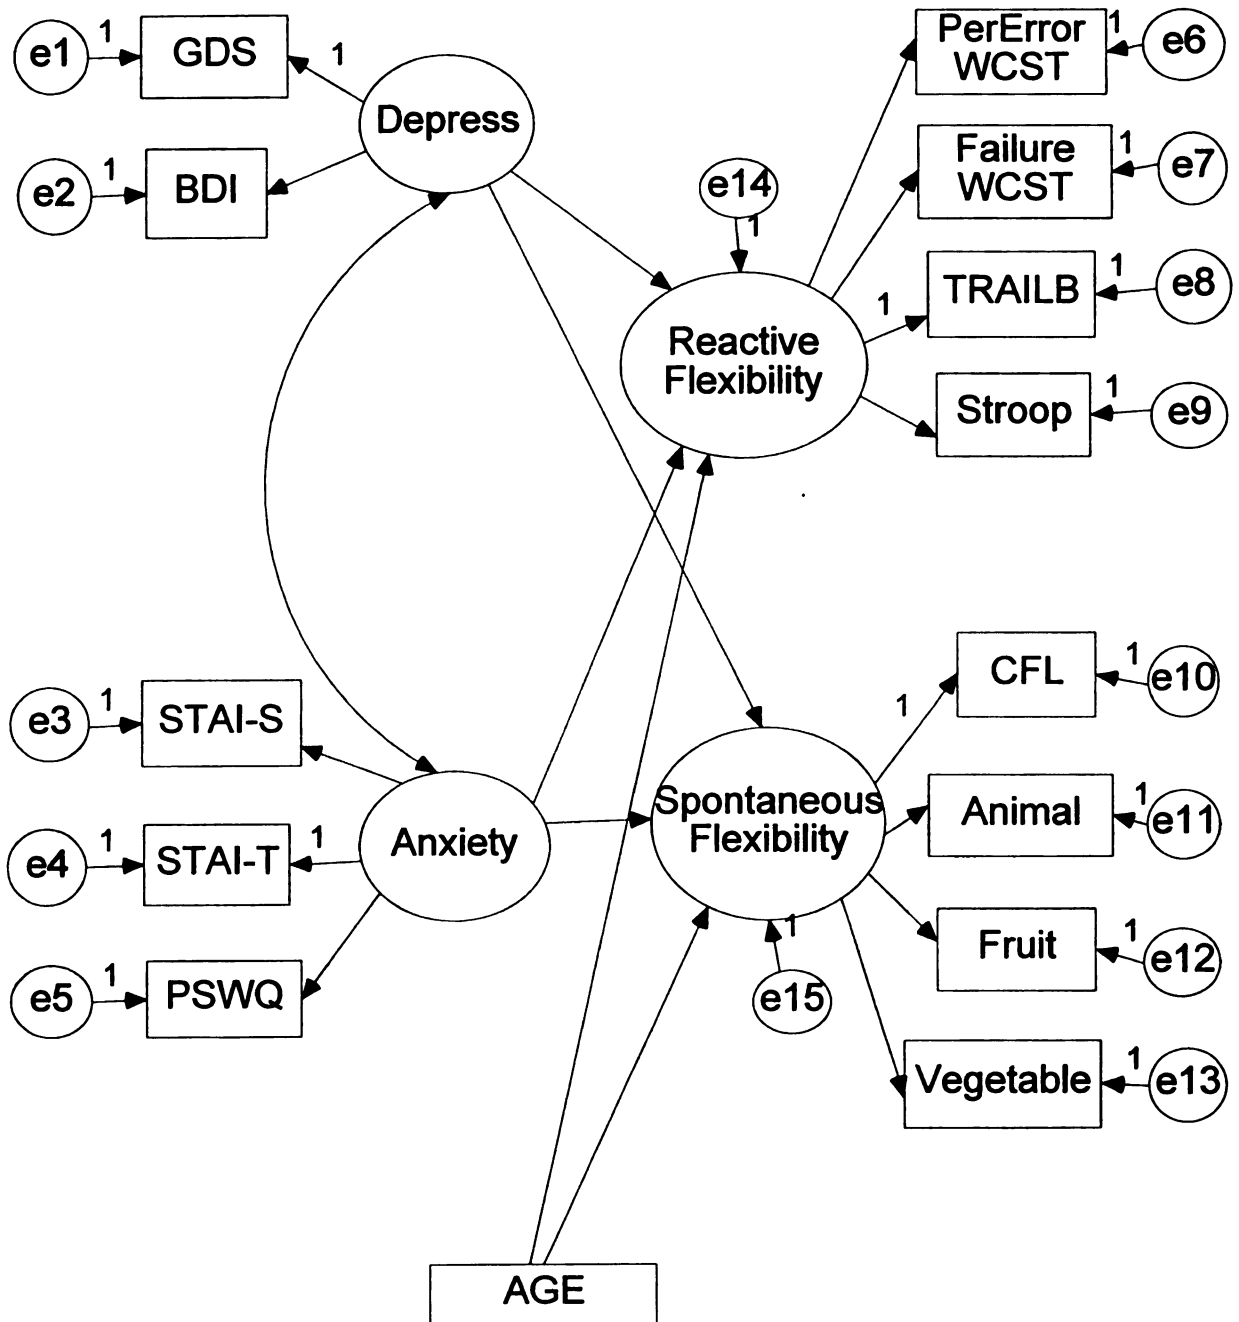 e1
1
GDS
1
Depress
e2
1
BDI
PerError
WCST
1
e6
Failure
WCST
1
e7
e14
1
TRAILB
1
1
e8
Reactive
Flexibility
Stroop
1
e9
e3
1
STAI-S
e4
1
STAI-T
1
Anxiety
e5
1
PSWQ
CFL
1
1
e10
Spontaneous
Flexibility
Animal
1
e11
Fruit
1
e12
1
e15
Vegetable
1
e13
AGE